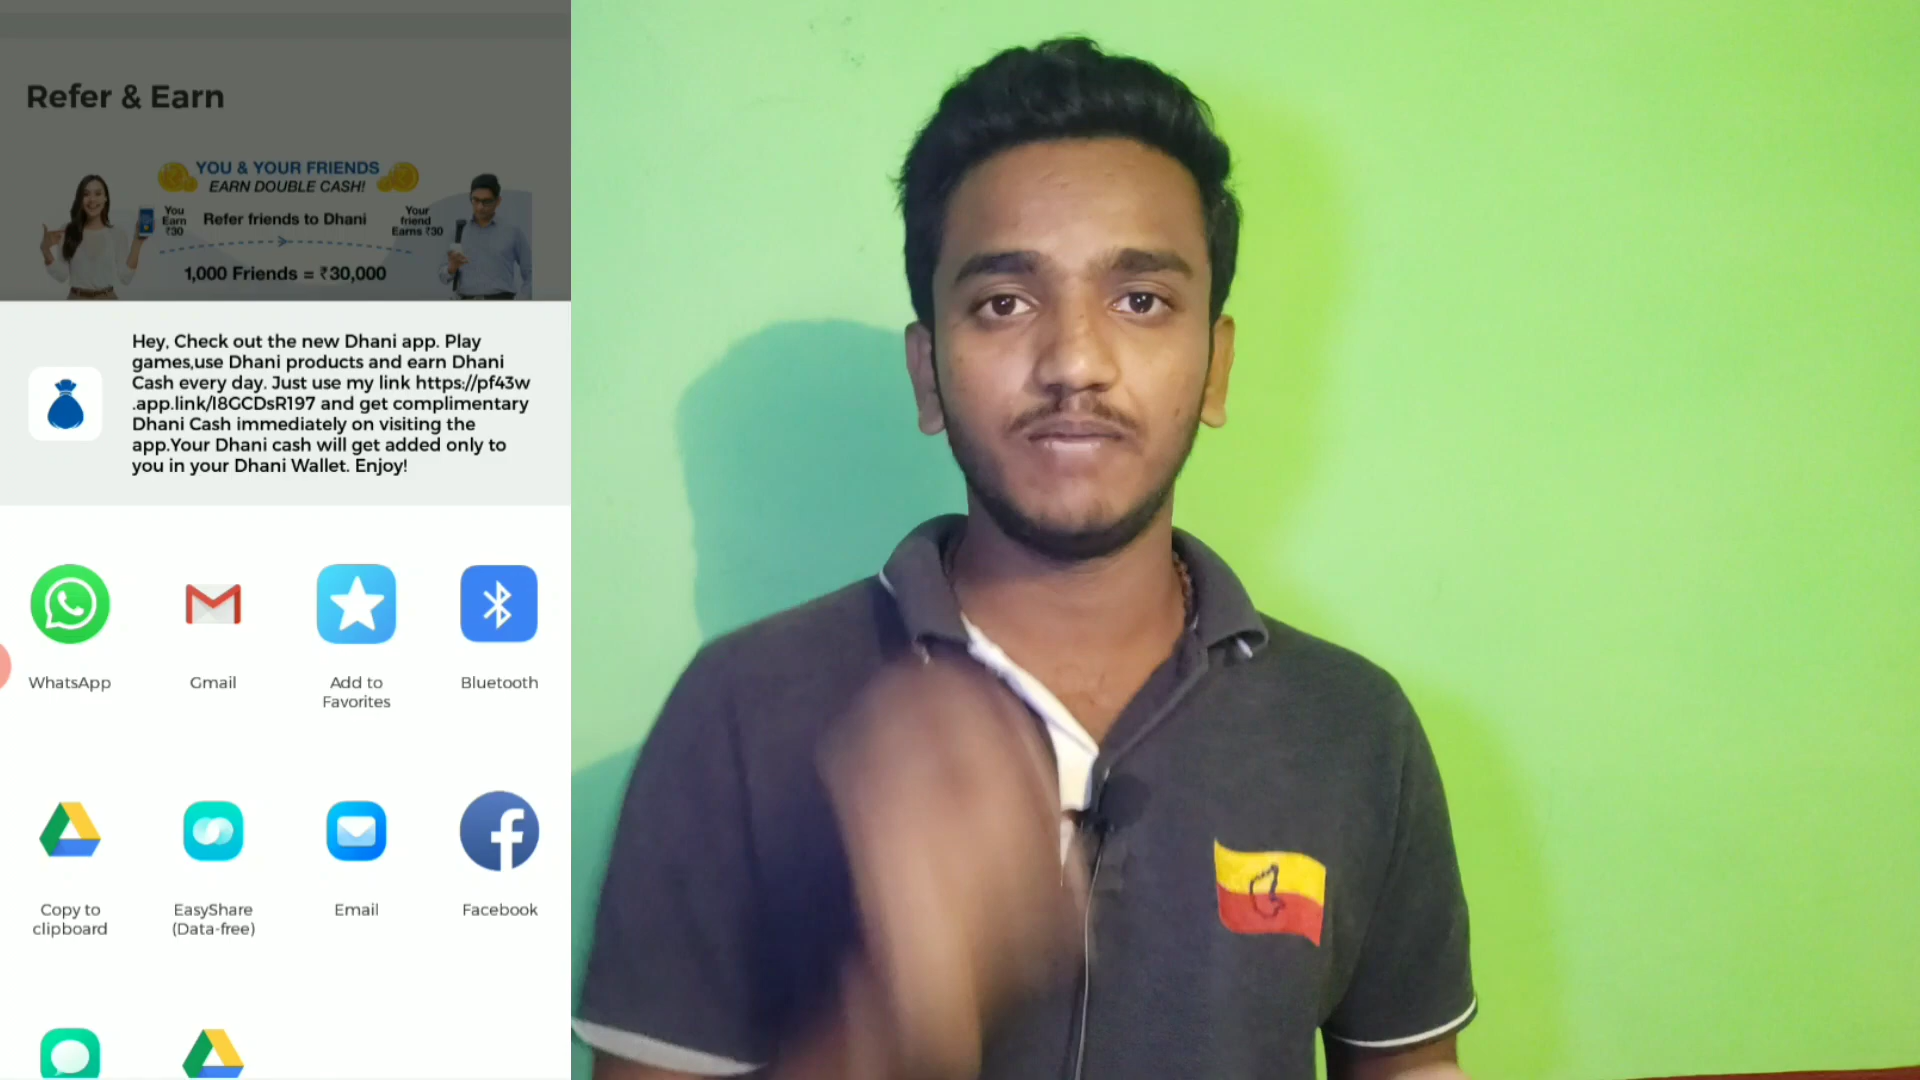 Refer & Earn
YOU & YOUR FRIENDS
EARN DOUBLE CASH!
You
Earn
₹30
Refer friends to Dhani
Your
friend
Earns ₹30
1,000 Friends = ₹30,000
Hey, Check out the new Dhani app. Play
games,use Dhani products and earn Dhani
Cash every day. Just use my link https://pf43w
.app.link/I8GCDsR197 and get complimentary
Dhani Cash immediately on visiting the
app.Your Dhani cash will get added only to
you in your Dhani Wallet. Enjoy!
WhatsApp
Gmail
Add to
Favorites
Bluetooth
Copy to
clipboard
EasyShare
(Data-free)
Email
Facebook